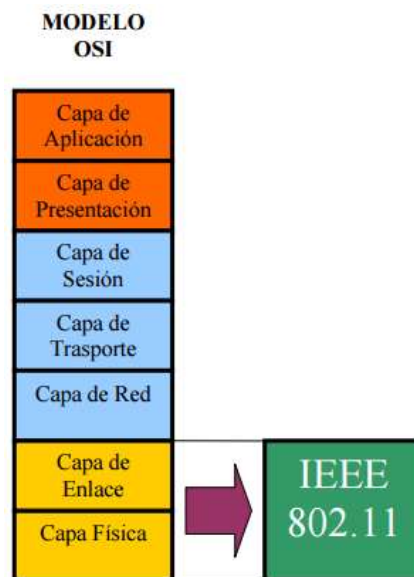 MODELO
OSI
Capa de
Aplicación
Capa de
Presentación
Capa de
Sesión
Capa de
Trasporte
Capa de Red
Capa de
Enlace
Capa Física
IEEE
802.11